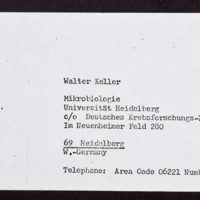 Walter Koller
Mikrobiologie
Universität Heidelberg
c/o Deutsches Krebsforschungs-
Im Neuenheimer Feld 280
69 Heidelberg
W.-Germany
Telephone: Area Code 06221 Numb